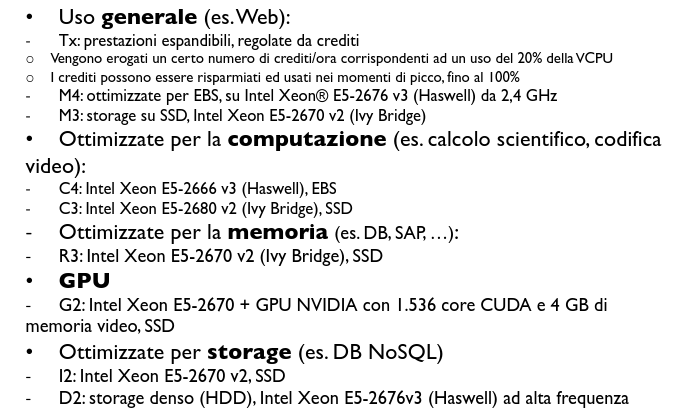 • Uso generale (es. Web):
- Tx: prestazioni espandibili, regolate da crediti
○ Vengono erogati un certo numero di crediti/ora corrispondenti ad un uso del 20% della VCPU
○ I crediti possono essere risparmiati ed usati nei momenti di picco, fino al 100%
- M4: ottimizzate per EBS, su Intel Xeon® E5-2676 v3 (Haswell) da 2,4 GHz
- M3: storage su SSD, Intel Xeon E5-2670 v2 (Ivy Bridge)
• Ottimizzate per la computazione (es. calcolo scientifico, codifica
video):
- C4: Intel Xeon E5-2666 v3 (Haswell), EBS
- C3: Intel Xeon E5-2680 v2 (Ivy Bridge), SSD
- Ottimizzate per la memoria (es. DB, SAP, …):
- R3: Intel Xeon E5-2670 v2 (Ivy Bridge), SSD
• GPU
- G2: Intel Xeon E5-2670 + GPU NVIDIA con 1.536 core CUDA e 4 GB di
memoria video, SSD
• Ottimizzate per storage (es. DB NoSQL)
- I2: Intel Xeon E5-2670 v2, SSD
- D2: storage denso (HDD), Intel Xeon E5-2676v3 (Haswell) ad alta frequenza